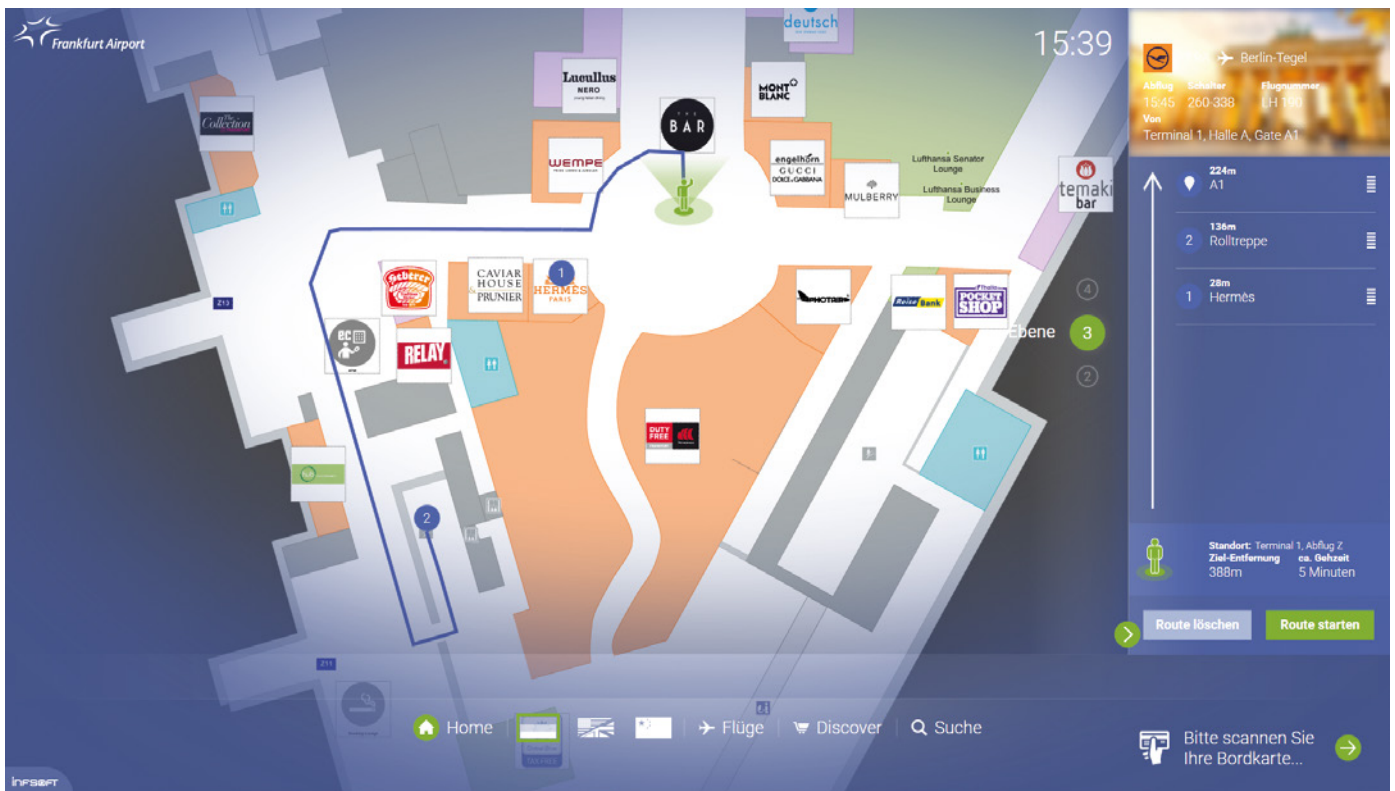 Frankfurt Airport
deutsch
15:39
Lucullus
NERO
MONT
BLANC
THE
BAR
The
Collection
WEMPE
engelhorn
GUCCI
DOLCE & GABBANA
MULBERRY
Lufthansa Senator
Lounge
Lufthansa Business
Lounge
temaki
bar
Heberer
CAVIAR
HOUSE
& PRUNIER
1
HERMÈS
PARIS
ReiseBank
POCKET
SHOP
Z13
ec
RELAY
4
Ebene 3
2
DUTY
FREE
2
Z11
Home
Flüge
Discover
Suche
infsoft
Berlin-Tegel
Abflug Schalter Flugnummer
15:45 260-338 LH 190
Von
Terminal 1, Halle A, Gate A1
224m
A1
136m
2 Rolltreppe
28m
1 Hermès
Standort: Terminal 1, Abflug Z
Ziel-Entfernung ca. Gehzeit
388m 5 Minuten
Route löschen Route starten
Bitte scannen Sie
Ihre Bordkarte...